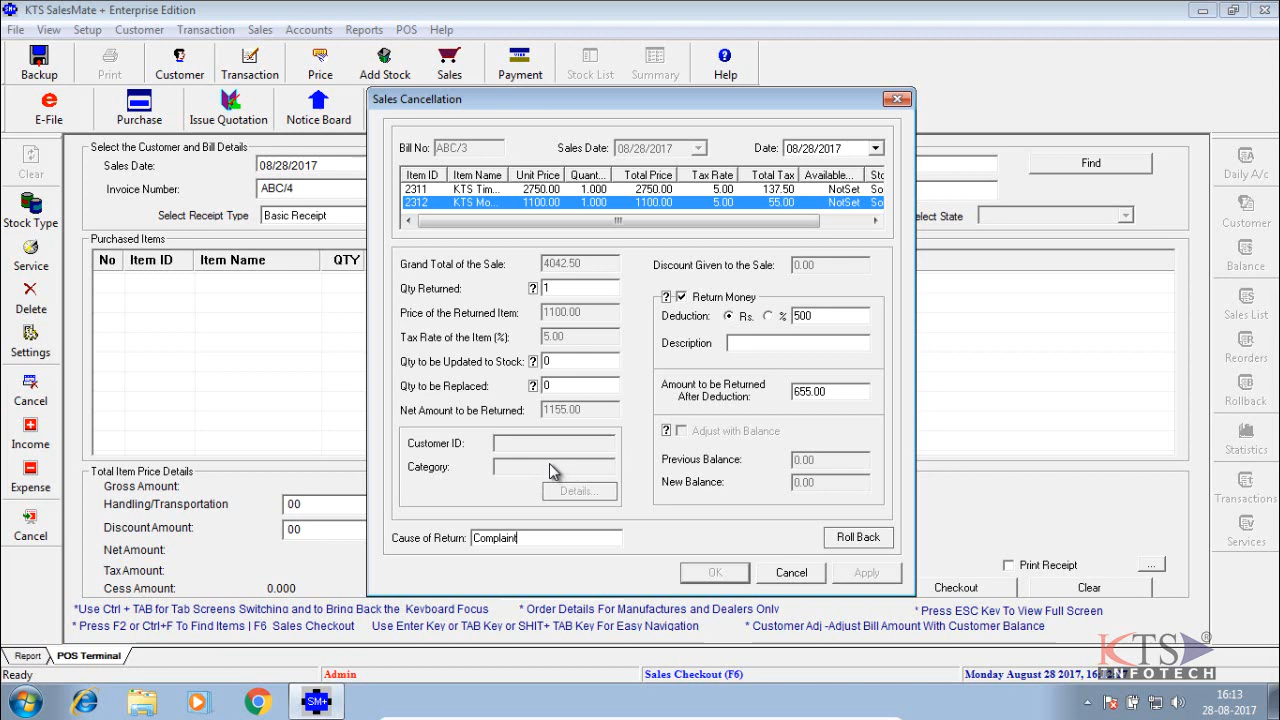 KTS SalesMate + Enterprise Edition
File View Setup Customer Transaction Sales Accounts Reports POS Help
Backup Print Customer Transaction Price Add Stock Sales Payment Stock List Summary Help
E-File Purchase Issue Quotation Notice Board
Clear
Stock Type
Service
Delete
Settings
Cancel
Income
Expense
Cancel
Select the Customer and Bill Details
Sales Date: 08/28/2017
Invoice Number: ABC/4
Select Receipt Type Basic Receipt
Find
elect State
Purchased Items
No Item ID Item Name QTY
Total Item Price Details
Gross Amount:
Handling/Transportation 00
Discount Amount: 00
Net Amount:
Tax Amount:
Cess Amount: 0.000
Print Receipt ...
Checkout Clear
Sales Cancellation
Bill No: ABC/3 Sales Date: 08/28/2017 Date: 08/28/2017
Item ID Item Name Unit Price Quant... Total Price Tax Rate Total Tax Available... Sto
2311 KTS Tim... 2750.00 1.000 2750.00 5.00 137.50 NotSet So
2312 KTS Mo... 1100.00 1.000 1100.00 5.00 55.00 NotSet So
Grand Total of the Sale: 4042.50
Qty Returned: ? 1
Price of the Returned Item: 1100.00
Tax Rate of the Item (%): 5.00
Qty to be Updated to Stock: ? 0
Qty to be Replaced: ? 0
Net Amount to be Returned: 1155.00
Customer ID:
Category:
Details...
Cause of Return: Complaint
Discount Given to the Sale: 0.00
? Return Money
Deduction: Rs. % 500
Description
Amount to be Returned
After Deduction: 655.00
? Adjust with Balance
Previous Balance: 0.00
New Balance: 0.00
Roll Back
OK Cancel Apply
Daily A/c
Customer
Balance
Sales List
Reorders
Rollback
Statistics
Transactions
Services
*Use Ctrl + TAB for Tab Screens Switching and to Bring Back the Keyboard Focus * Order Details For Manufactures and Dealers Only * Press ESC Key To View Full Screen
* Press F2 or Ctrl+F To Find Items | F6 Sales Checkout Use Enter Key or TAB Key or SHIT+ TAB Key For Easy Navigation * Customer Adj -Adjust Bill Amount With Customer Balance
KTS ®
INFOTECH
Report POS Terminal
Ready Admin Sales Checkout (F6) Monday August 28 2017,
SM+
16:13
28-08-2017